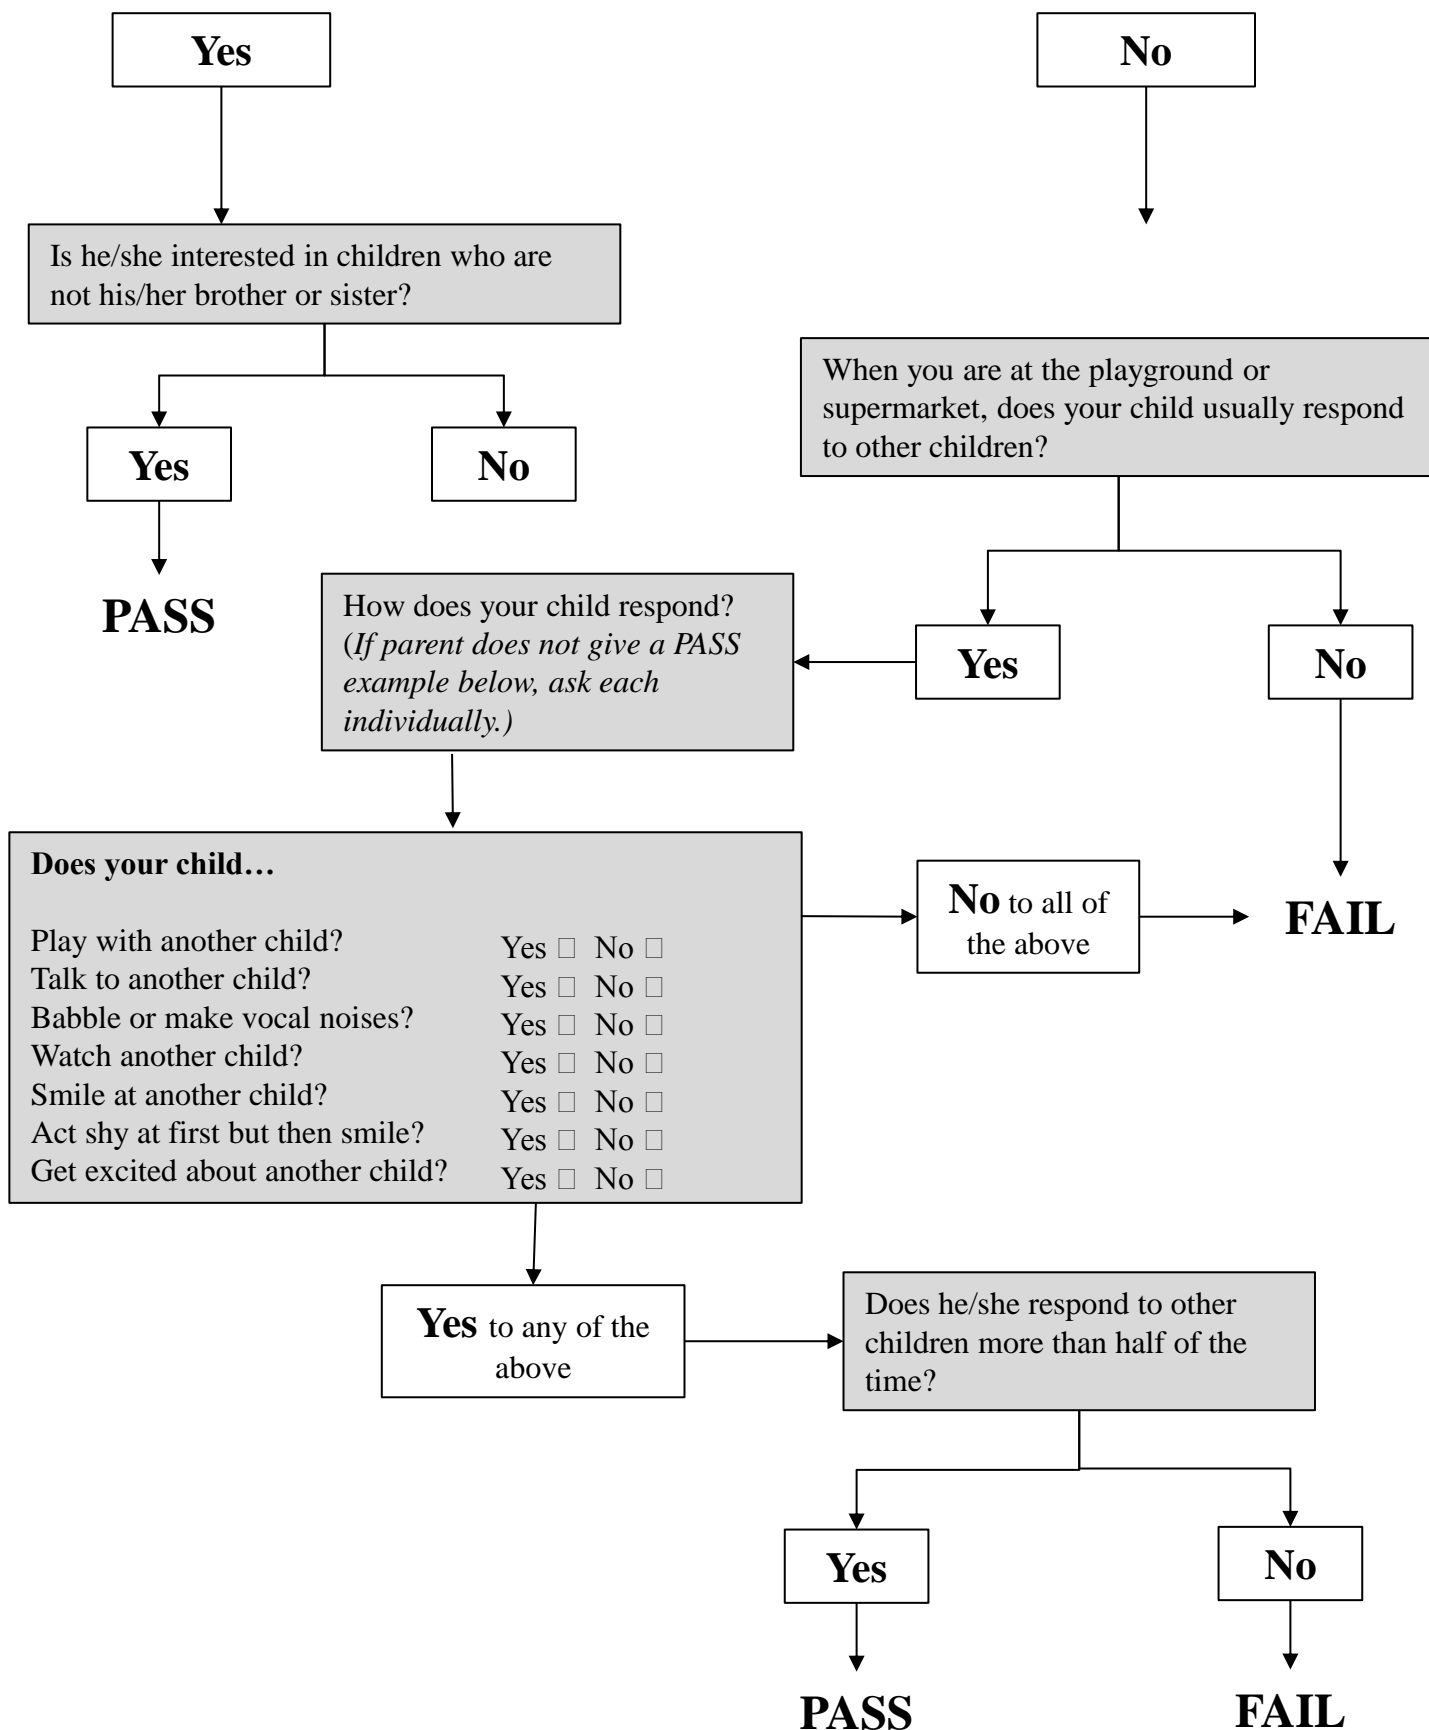 Yes
No
Is he/she interested in children who are
not his/her brother or sister?
When you are at the playground or
supermarket, does your child usually respond
to other children?
Yes
No
PASS
How does your child respond?
(If parent does not give a PASS
example below, ask each
individually.)
Yes
No
Does your child…
Play with another child? Yes □ No □
Talk to another child? Yes □ No □
Babble or make vocal noises? Yes □ No □
Watch another child? Yes □ No □
Smile at another child? Yes □ No □
Act shy at first but then smile? Yes □ No □
Get excited about another child? Yes □ No □
No to all of
the above
FAIL
Yes to any of the
above
Does he/she respond to other
children more than half of the
time?
Yes
No
PASS
FAIL